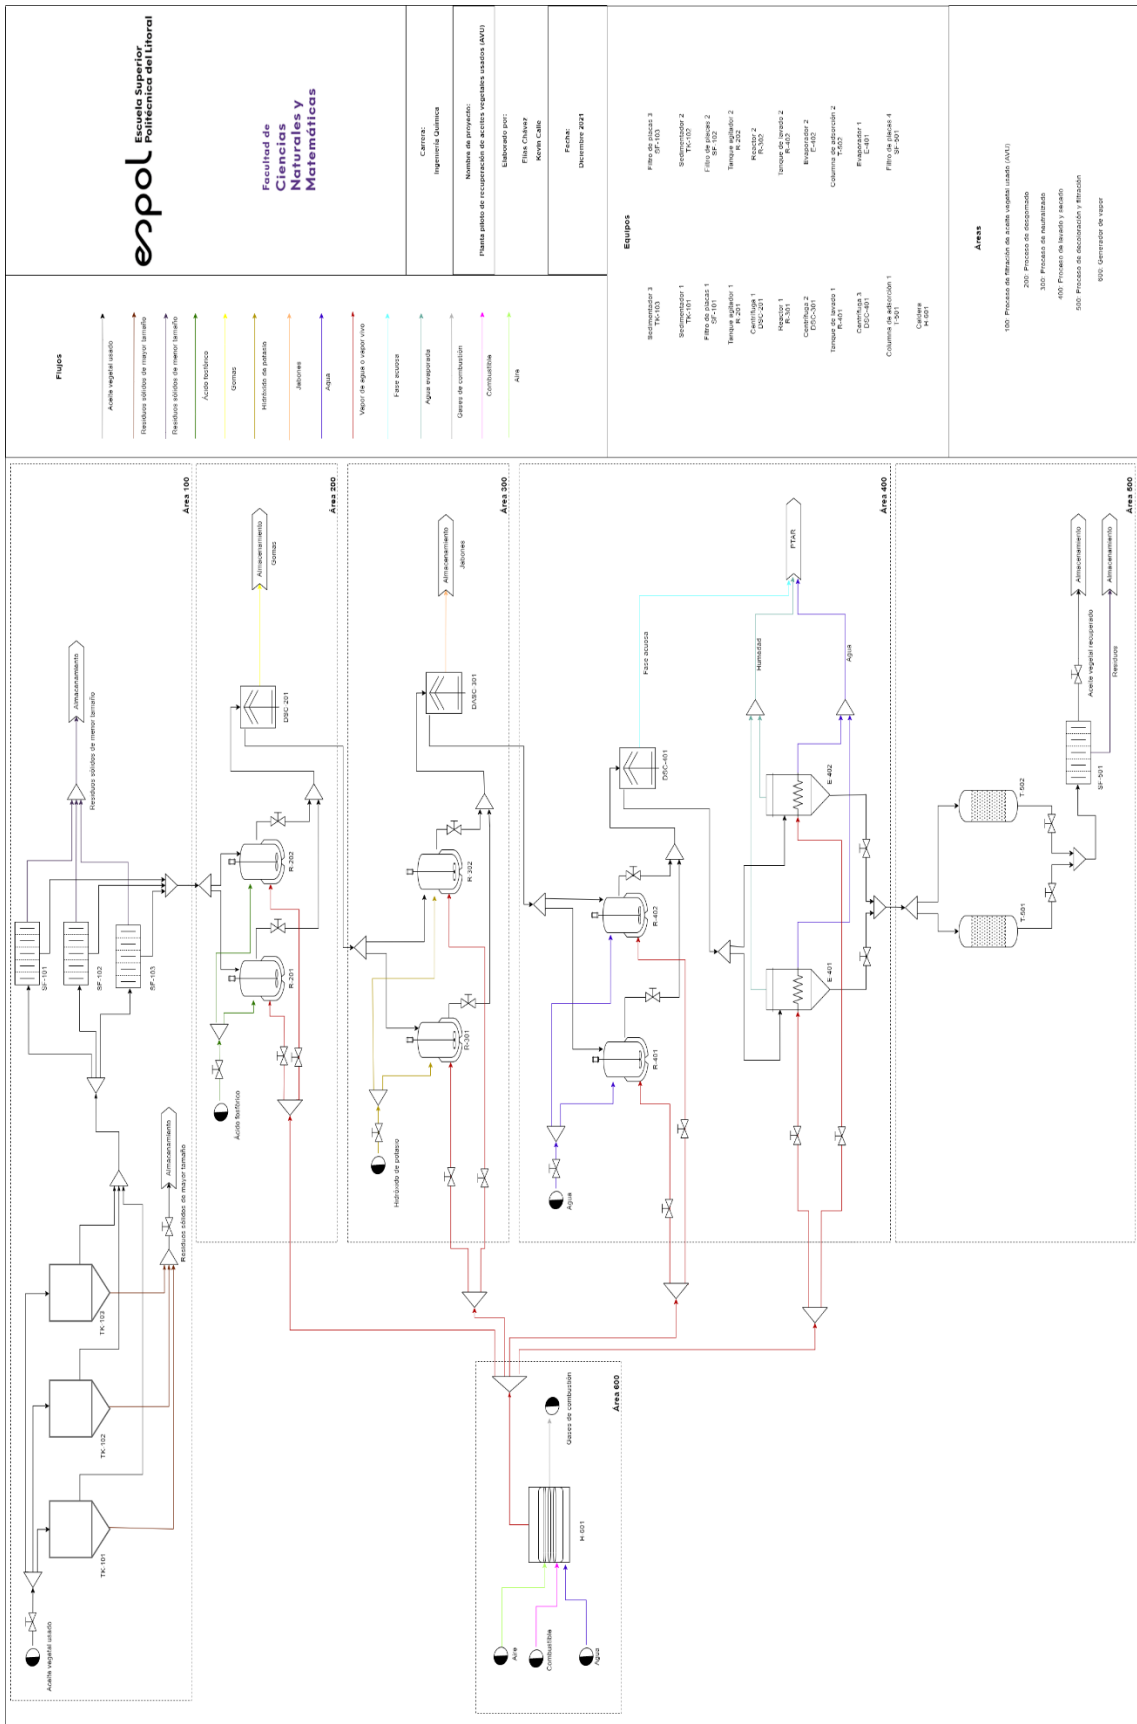 espol
Escuela Superior
Politécnica del Litoral
Facultad de
Ciencias
Naturales y
Matemáticas
Carrera:
Ingeniería Química
Nombre de proyecto:
Planta piloto de recuperación de aceites vegetales usados (AVU)
Elaborado por:
Elías Chávez
Kevin Calle
Fecha:
Diciembre 2021
Flujos
Aceite vegetal usado
Residuos sólidos de mayor tamaño
Residuos sólidos de menor tamaño
Ácido fosfórico
Gomas
Hidróxido de potasio
Jabones
Agua
Vapor de agua o vapor vivo
Fase acuosa
Agua evaporada
Gases de combustión
Combustible
Aire
Equipos
Sedimentador 3
TK-103
Sedimentador 1
TK-101
Filtro de placas 1
SF-101
Tanque agitador 1
R-201
Centrífuga 1
DSC-201
Reactor 1
R-301
Centrífuga 2
DSC-301
Tanque de lavado 1
R-401
Centrífuga 3
DSC-401
Columna de adsorción 1
T-501
Caldera
H-601
Filtro de placas 3
SF-103
Sedimentador 2
TK-102
Filtro de placas 2
SF-102
Tanque agitador 2
R-202
Reactor 2
R-302
Tanque de lavado 2
R-402
Evaporador 2
E-402
Columna de adsorción 2
T-502
Evaporador 1
E-401
Filtro de placas 4
SF-501
Áreas
100: Proceso de filtración de aceite vegetal usado (AVU)
200: Proceso de desgomado
300: Proceso de neutralizado
400: Proceso de lavado y secado
500: Proceso de decoloración y filtración
600: Generador de vapor
Área 100
Aceite vegetal usado
TK-101
TK-102
TK-103
Almacenamiento
Residuos sólidos de mayor tamaño
SF-101
SF-102
SF-103
Almacenamiento
Residuos sólidos de menor tamaño
Área 200
Ácido fosfórico
R-201
R-202
DSC-201
Almacenamiento
Gomas
Área 300
Hidróxido de potasio
R-301
R-302
DASC-301
Almacenamiento
Jabones
Área 400
Agua
R-401
R-402
DSC-401
Fase acuosa
E-401
E-402
Humedad
Agua
PTAR
Área 500
T-501
T-502
SF-501
Aceite vegetal recuperado
Almacenamiento
Residuos
Almacenamiento
Área 600
Aire
Combustible
Agua
H-601
Gases de combustión